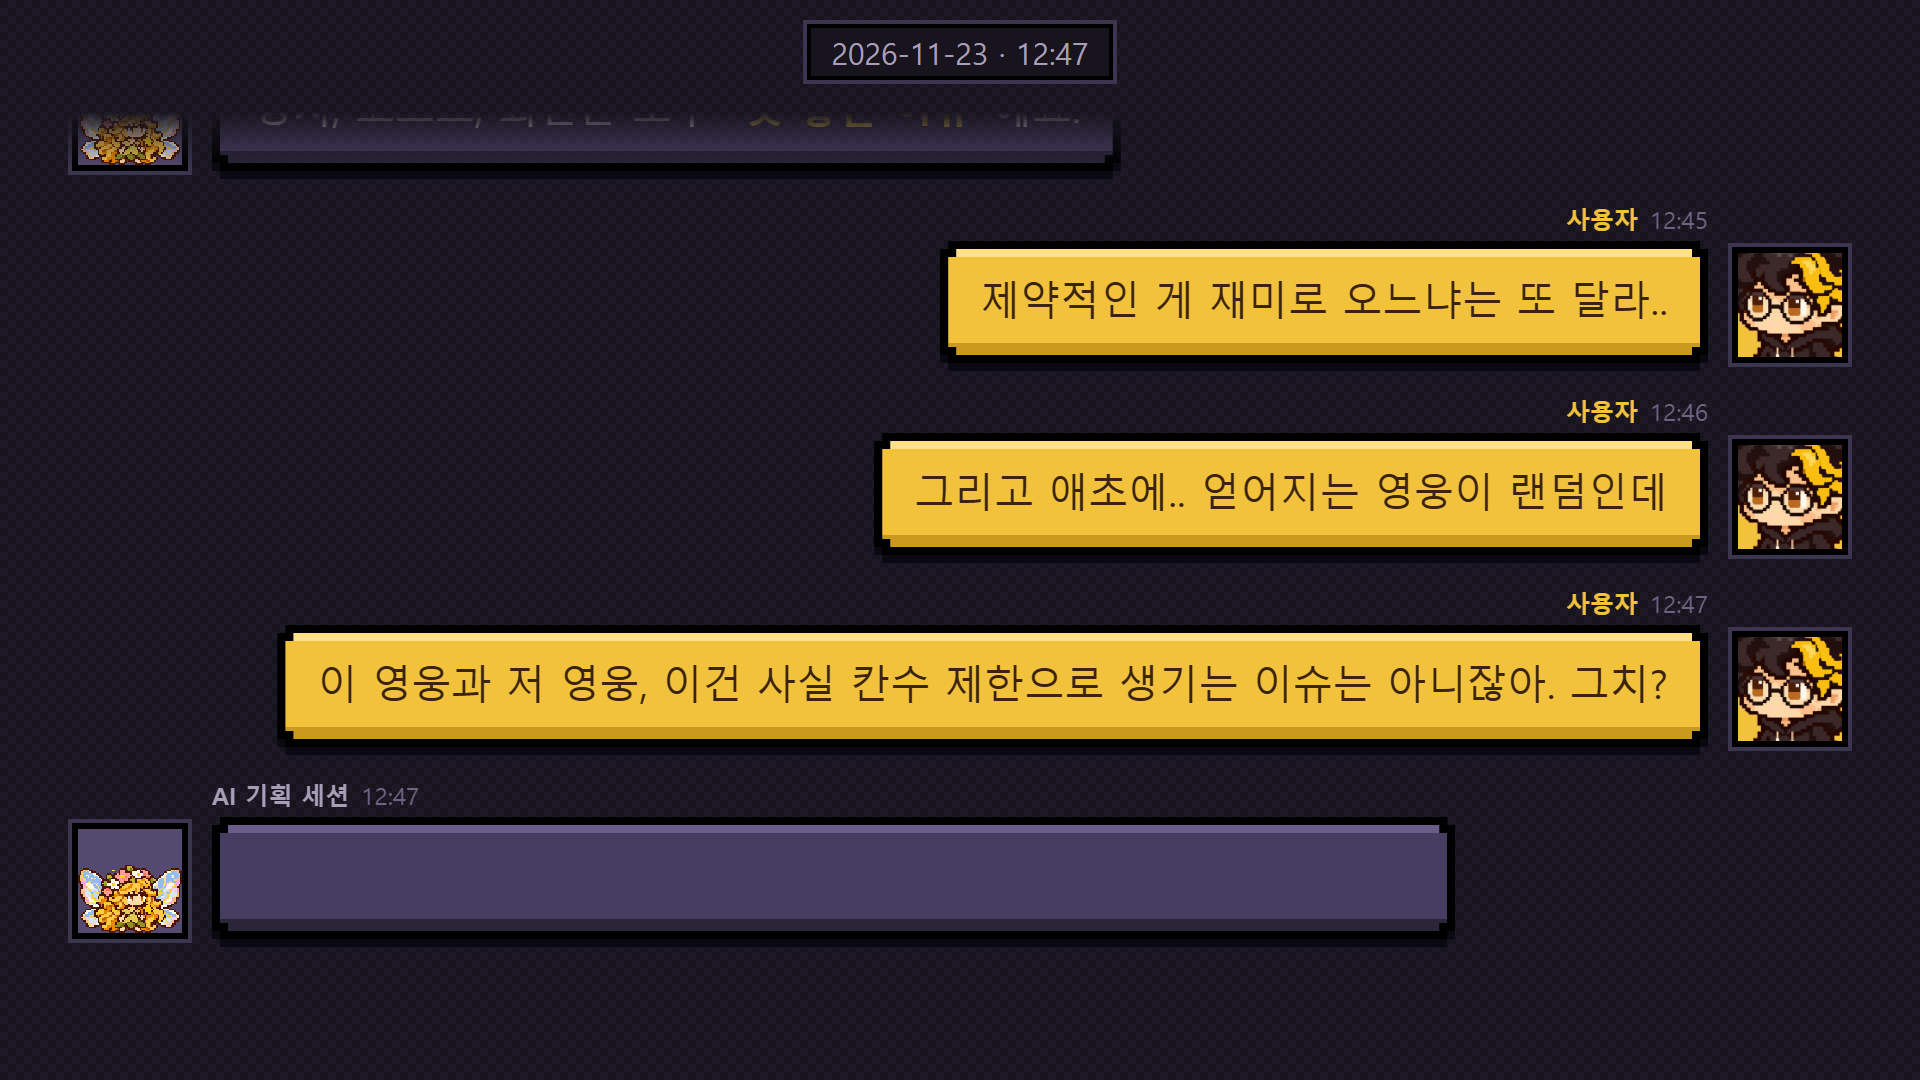 2026-11-23 · 12:47
사용자 12:45
제약적인 게 재미로 오느냐는 또 달라..
사용자 12:46
그리고 애초에.. 얻어지는 영웅이 랜덤인데
사용자 12:47
이 영웅과 저 영웅, 이건 사실 칸수 제한으로 생기는 이슈는 아니잖아. 그치?
AI 기획 세션 12:47